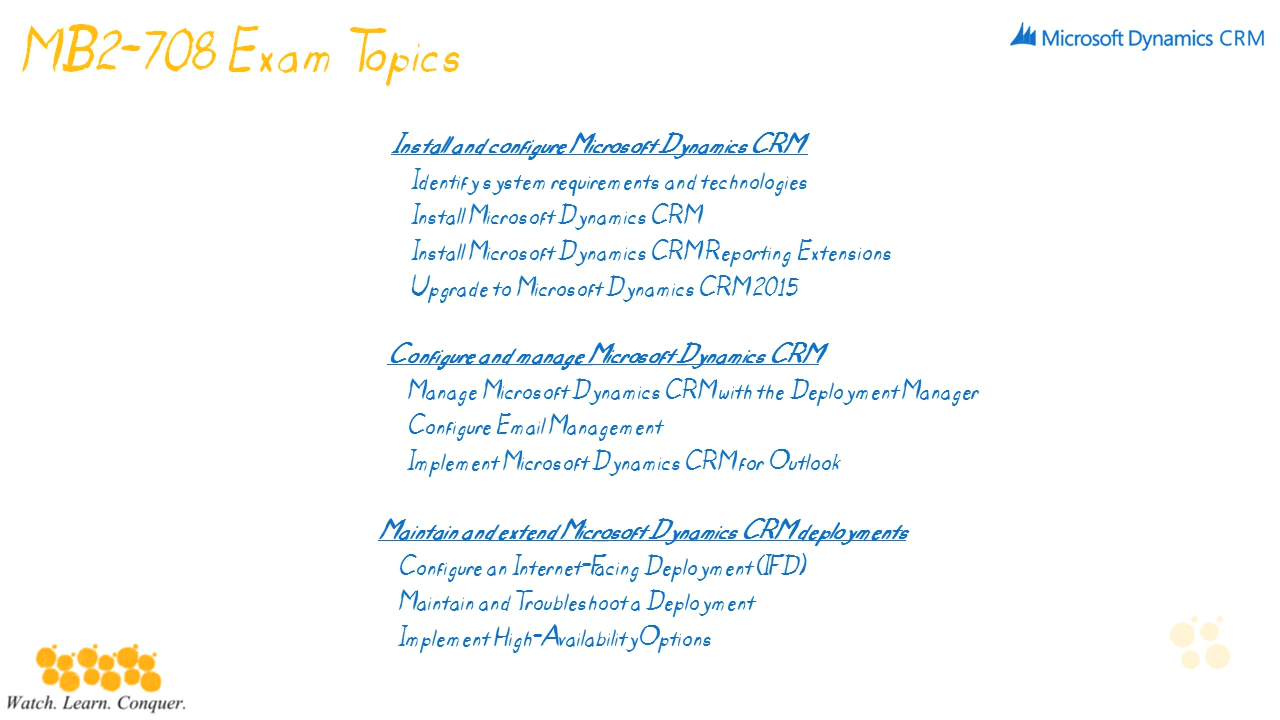 MB2-708 Exam Topics
Microsoft Dynamics CRM
Install and configure Microsoft Dynamics CRM
Identify system requirements and technologies
Install Microsoft Dynamics CRM
Install Microsoft Dynamics CRM Reporting Extensions
Upgrade to Microsoft Dynamics CRM 2015
Configure and manage Microsoft Dynamics CRM
Manage Microsoft Dynamics CRM with the Deployment Manager
Configure Email Management
Implement Microsoft Dynamics CRM for Outlook
Maintain and extend Microsoft Dynamics CRM deployments
Configure an Internet-Facing Deployment (IFD)
Maintain and Troubleshoot a Deployment
Implement High-Availability Options
Watch. Learn. Conquer.